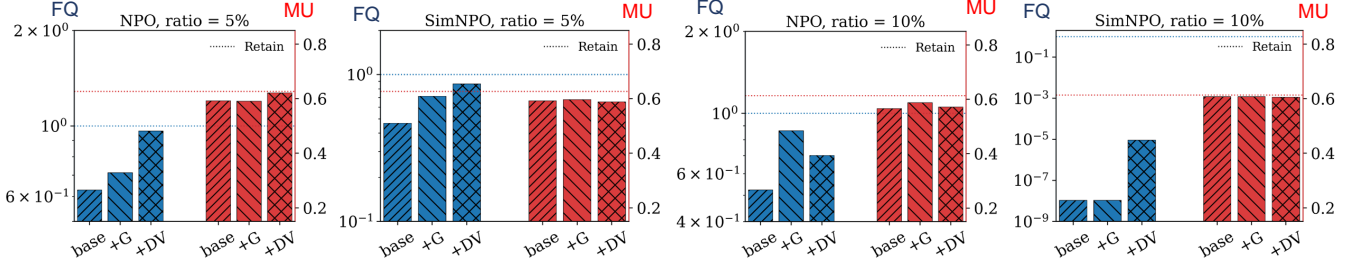 FQ
NPO, ratio = 5%
MU
2 × 10⁰
10⁰
6 × 10⁻¹
Retain
0.8
0.6
0.4
0.2
base
+G
+DV
base
+G
+DV
FQ
SimNPO, ratio = 5%
MU
10⁰
10⁻¹
Retain
0.8
0.6
0.4
0.2
base
+G
+DV
base
+G
+DV
FQ
NPO, ratio = 10%
MU
2 × 10⁰
10⁰
6 × 10⁻¹
4 × 10⁻¹
Retain
0.8
0.6
0.4
0.2
base
+G
+DV
base
+G
+DV
FQ
SimNPO, ratio = 10%
MU
10⁻¹
10⁻³
10⁻⁵
10⁻⁷
10⁻⁹
Retain
0.8
0.6
0.4
0.2
base
+G
+DV
base
+G
+DV